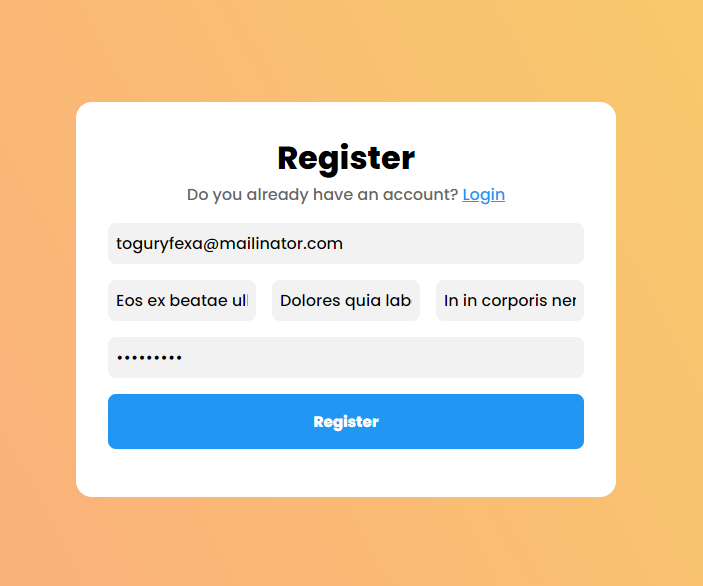 Register
Do you already have an account? Login
toguryfexa@mailinator.com
Eos ex beatae ul Dolores quia lab In in corporis ner
•••••••••
Register